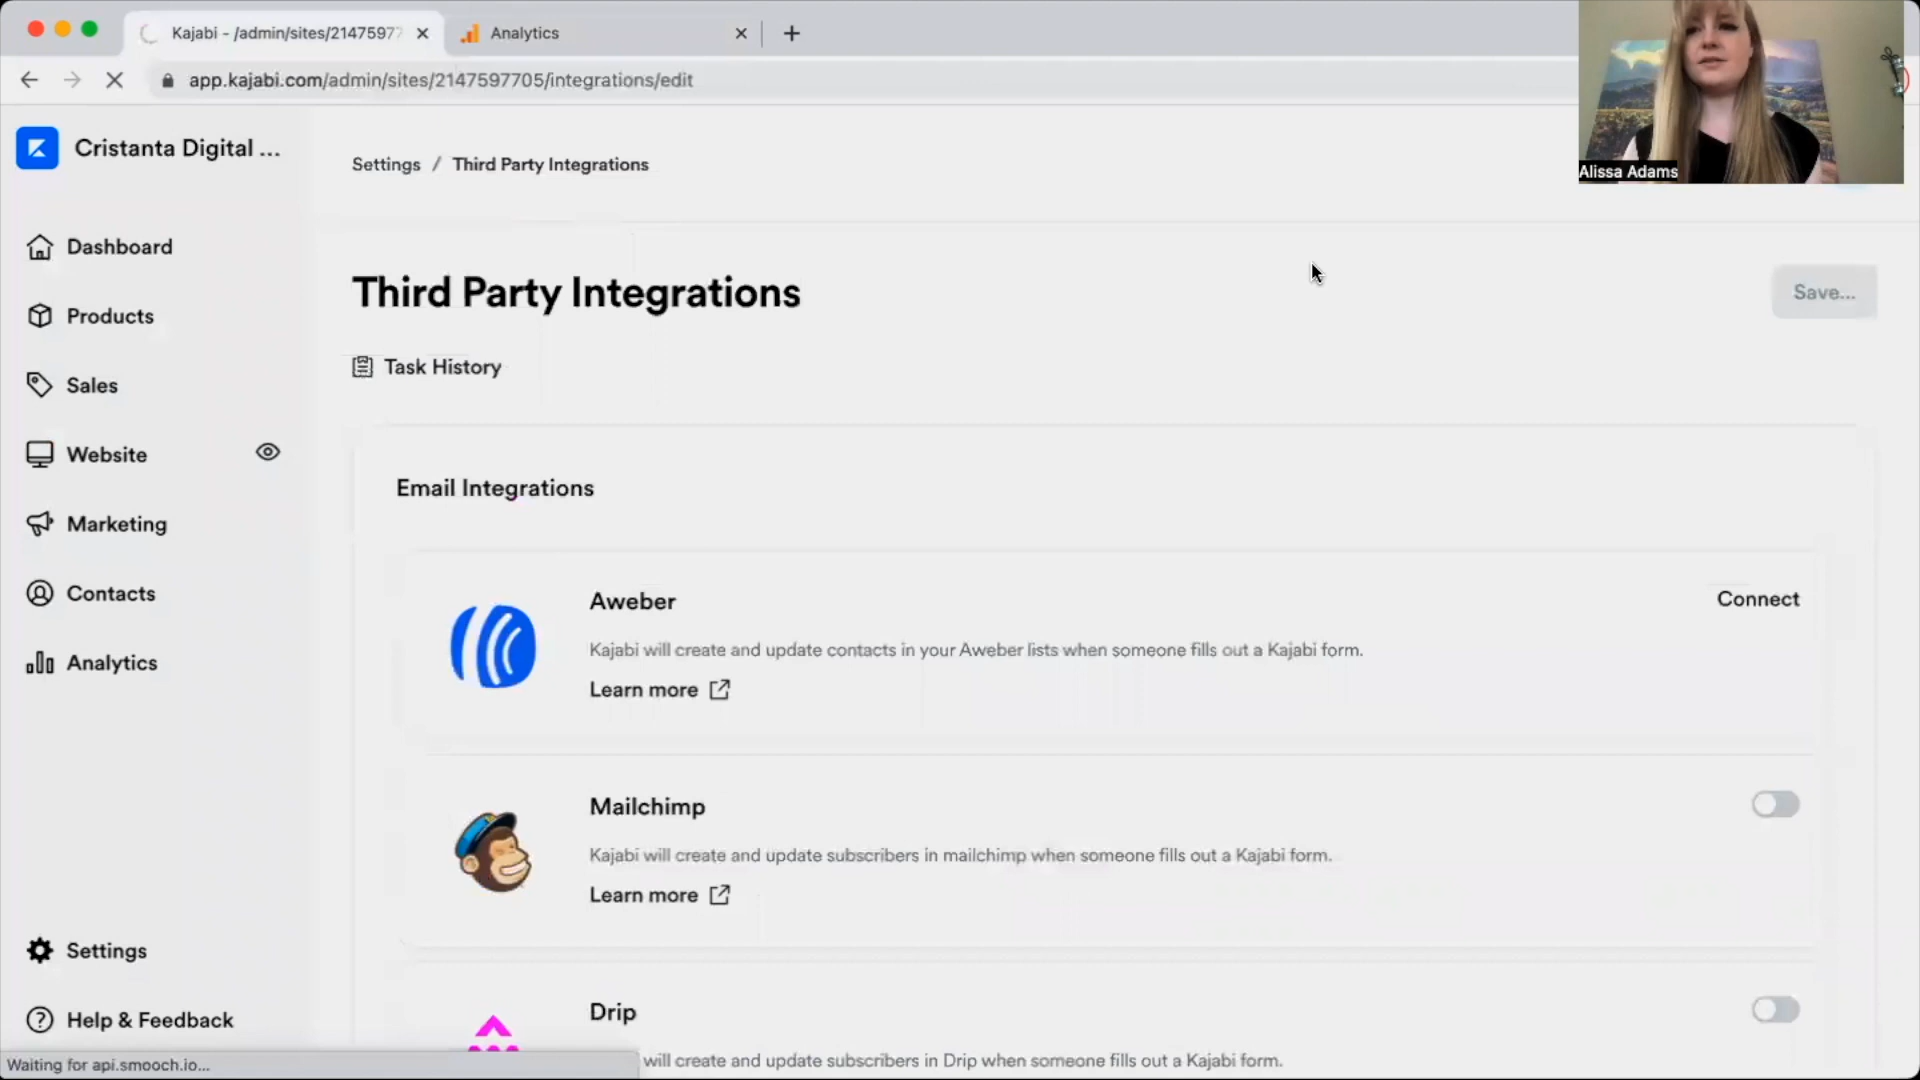 Kajabi - /admin/sites/2147597
Analytics
app.kajabi.com/admin/sites/2147597705/integrations/edit
Alissa Adams
Cristanta Digital ...
Settings / Third Party Integrations
Dashboard
Products
Sales
Website
Marketing
Contacts
Analytics
Settings
Help & Feedback
Third Party Integrations
Save...
Task History
Email Integrations
Aweber
Connect
Kajabi will create and update contacts in your Aweber lists when someone fills out a Kajabi form.
Learn more
Mailchimp
Kajabi will create and update subscribers in mailchimp when someone fills out a Kajabi form.
Learn more
Drip
will create and update subscribers in Drip when someone fills out a Kajabi form.
Waiting for api.smooch.io...